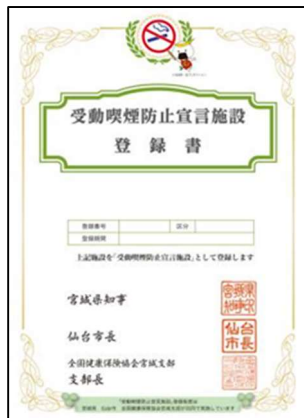 受動喫煙防止宣言施設
登録書
登録番号 区分
登録期間
上記施設を「受動喫煙防止宣言施設」として登録します
宮城県知事
仙台市長
全国健康保険協会宮城支部
支部長
仙台
市長